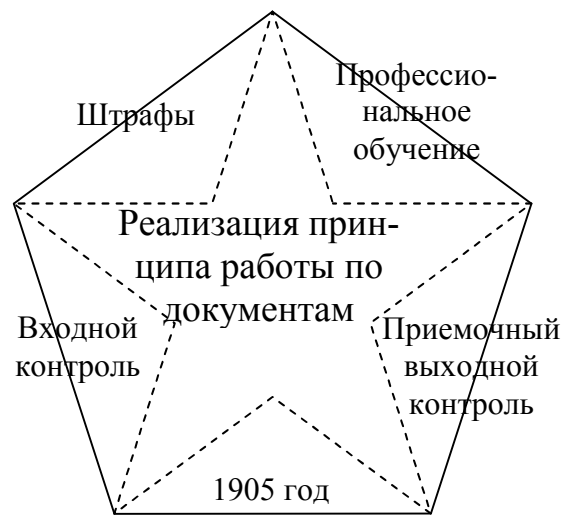 Штрафы
Профессио-
нальное
обучение
Реализация прин-
ципа работы по
документам
Входной
контроль
Приемочный
выходной
контроль
1905 год